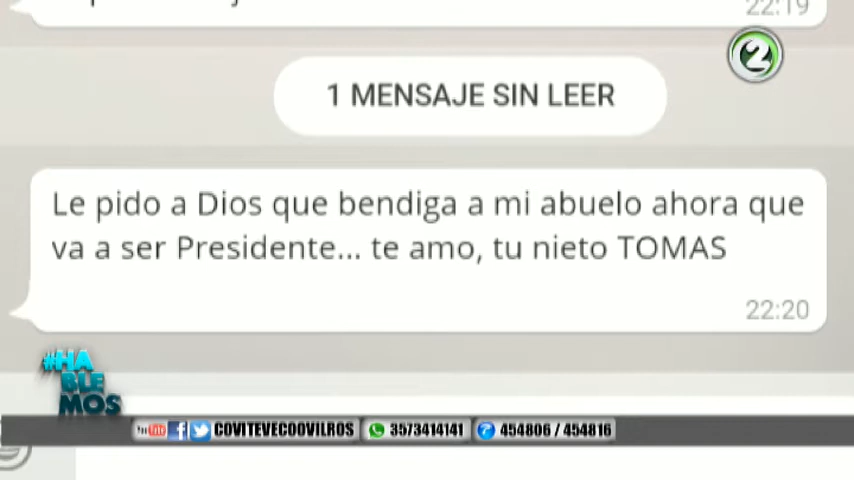 22:19
2
1 MENSAJE SIN LEER
Le pido a Dios que bendiga a mi abuelo ahora que
va a ser Presidente... te amo, tu nieto TOMAS
22:20
#HA
BLE
MOS
COVITEVECOOVILROS 3573414141 454806 / 454816